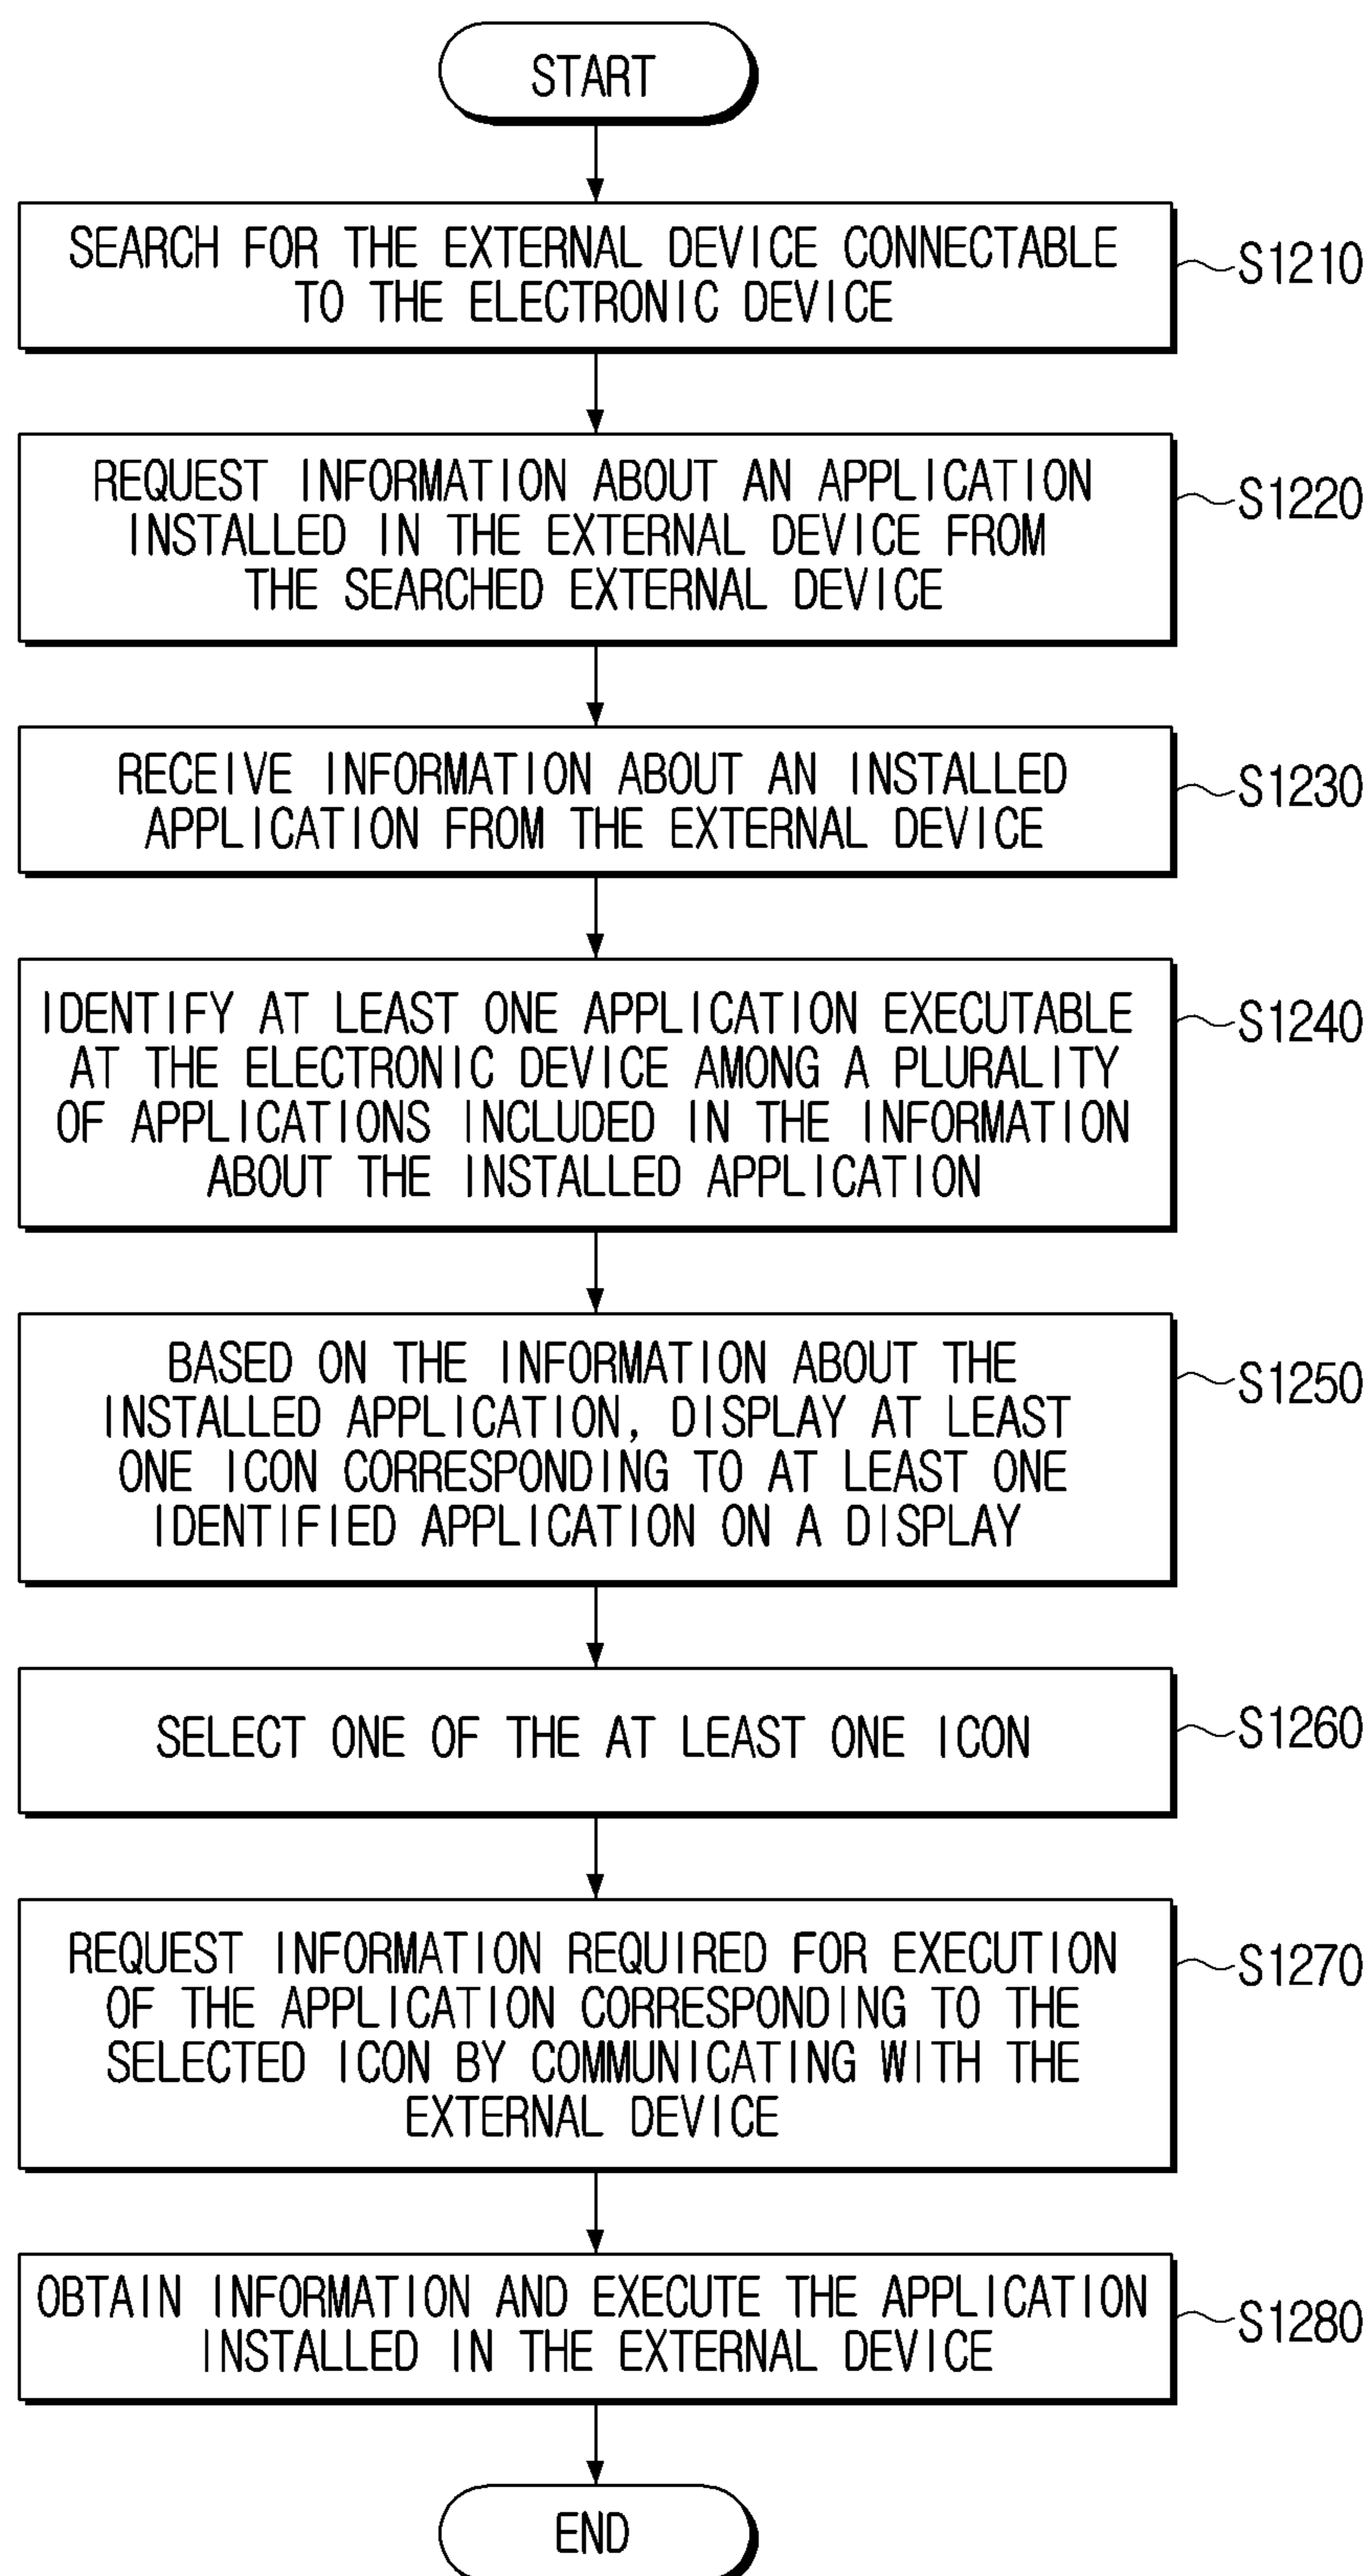 START
SEARCH FOR THE EXTERNAL DEVICE CONNECTABLE
TO THE ELECTRONIC DEVICE
S1210
REQUEST INFORMATION ABOUT AN APPLICATION
INSTALLED IN THE EXTERNAL DEVICE FROM
THE SEARCHED EXTERNAL DEVICE
S1220
RECEIVE INFORMATION ABOUT AN INSTALLED
APPLICATION FROM THE EXTERNAL DEVICE
S1230
IDENTIFY AT LEAST ONE APPLICATION EXECUTABLE
AT THE ELECTRONIC DEVICE AMONG A PLURALITY
OF APPLICATIONS INCLUDED IN THE INFORMATION
ABOUT THE INSTALLED APPLICATION
S1240
BASED ON THE INFORMATION ABOUT THE
INSTALLED APPLICATION, DISPLAY AT LEAST
ONE ICON CORRESPONDING TO AT LEAST ONE
IDENTIFIED APPLICATION ON A DISPLAY
S1250
SELECT ONE OF THE AT LEAST ONE ICON
S1260
REQUEST INFORMATION REQUIRED FOR EXECUTION
OF THE APPLICATION CORRESPONDING TO THE
SELECTED ICON BY COMMUNICATING WITH THE
EXTERNAL DEVICE
S1270
OBTAIN INFORMATION AND EXECUTE THE APPLICATION
INSTALLED IN THE EXTERNAL DEVICE
S1280
END